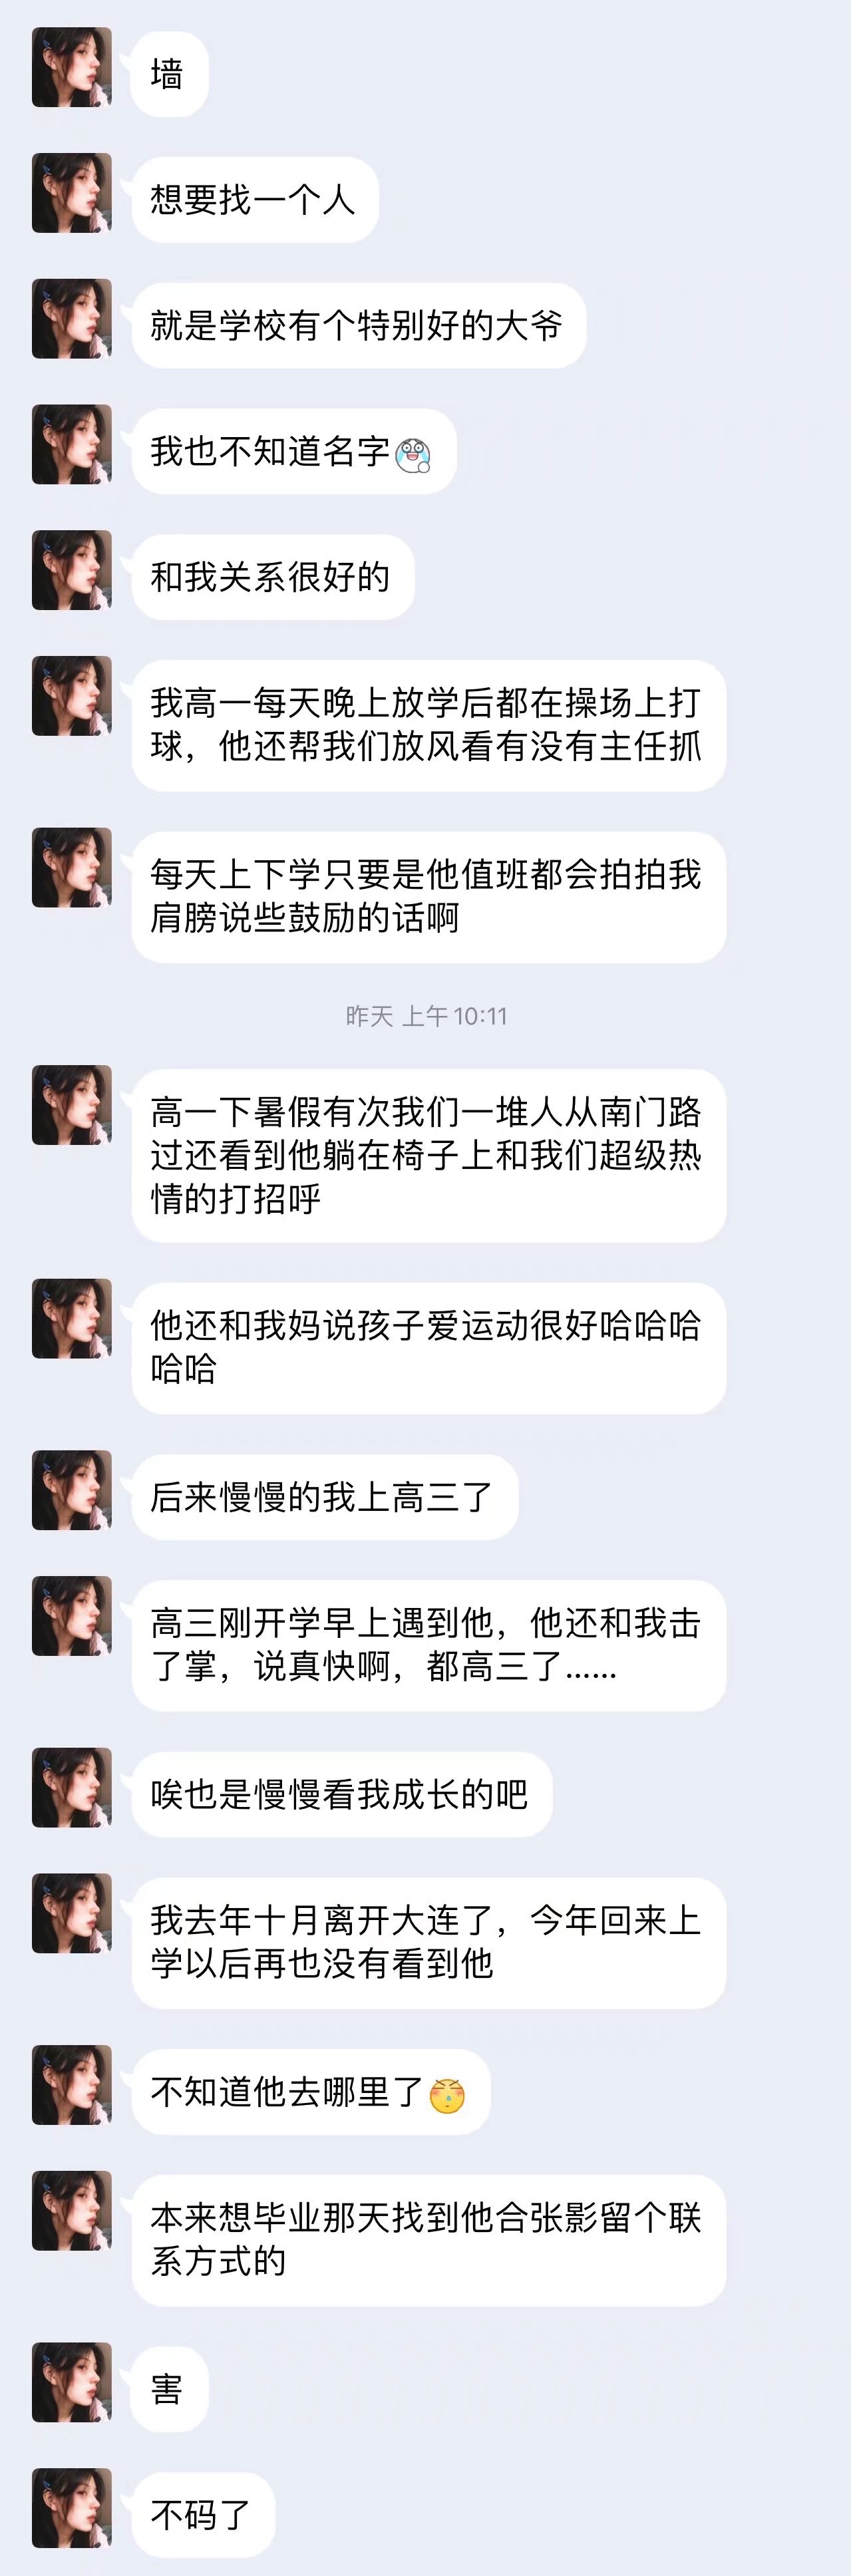 墙
想要找一个人
就是学校有个特别好的大爷
我也不知道名字
和我关系很好的
我高一每天晚上放学后都在操场上打
球，他还帮我们放风看有没有主任抓
每天上下学只要是他值班都会拍拍我
肩膀说些鼓励的话啊
昨天 上午 10:11
高一下暑假有次我们一堆人从南门路
过还看到他躺在椅子上和我们超级热
情的打招呼
他还和我妈说孩子爱运动很好哈哈哈
哈哈
后来慢慢的我上高三了
高三刚开学早上遇到他，他还和我击
了掌，说真快啊，都高三了......
唉也是慢慢看我成长的吧
我去年十月离开大连了，今年回来上
学以后再也没有看到他
不知道他去哪里了
本来想毕业那天找到他合张影留个联
系方式的
害
不码了